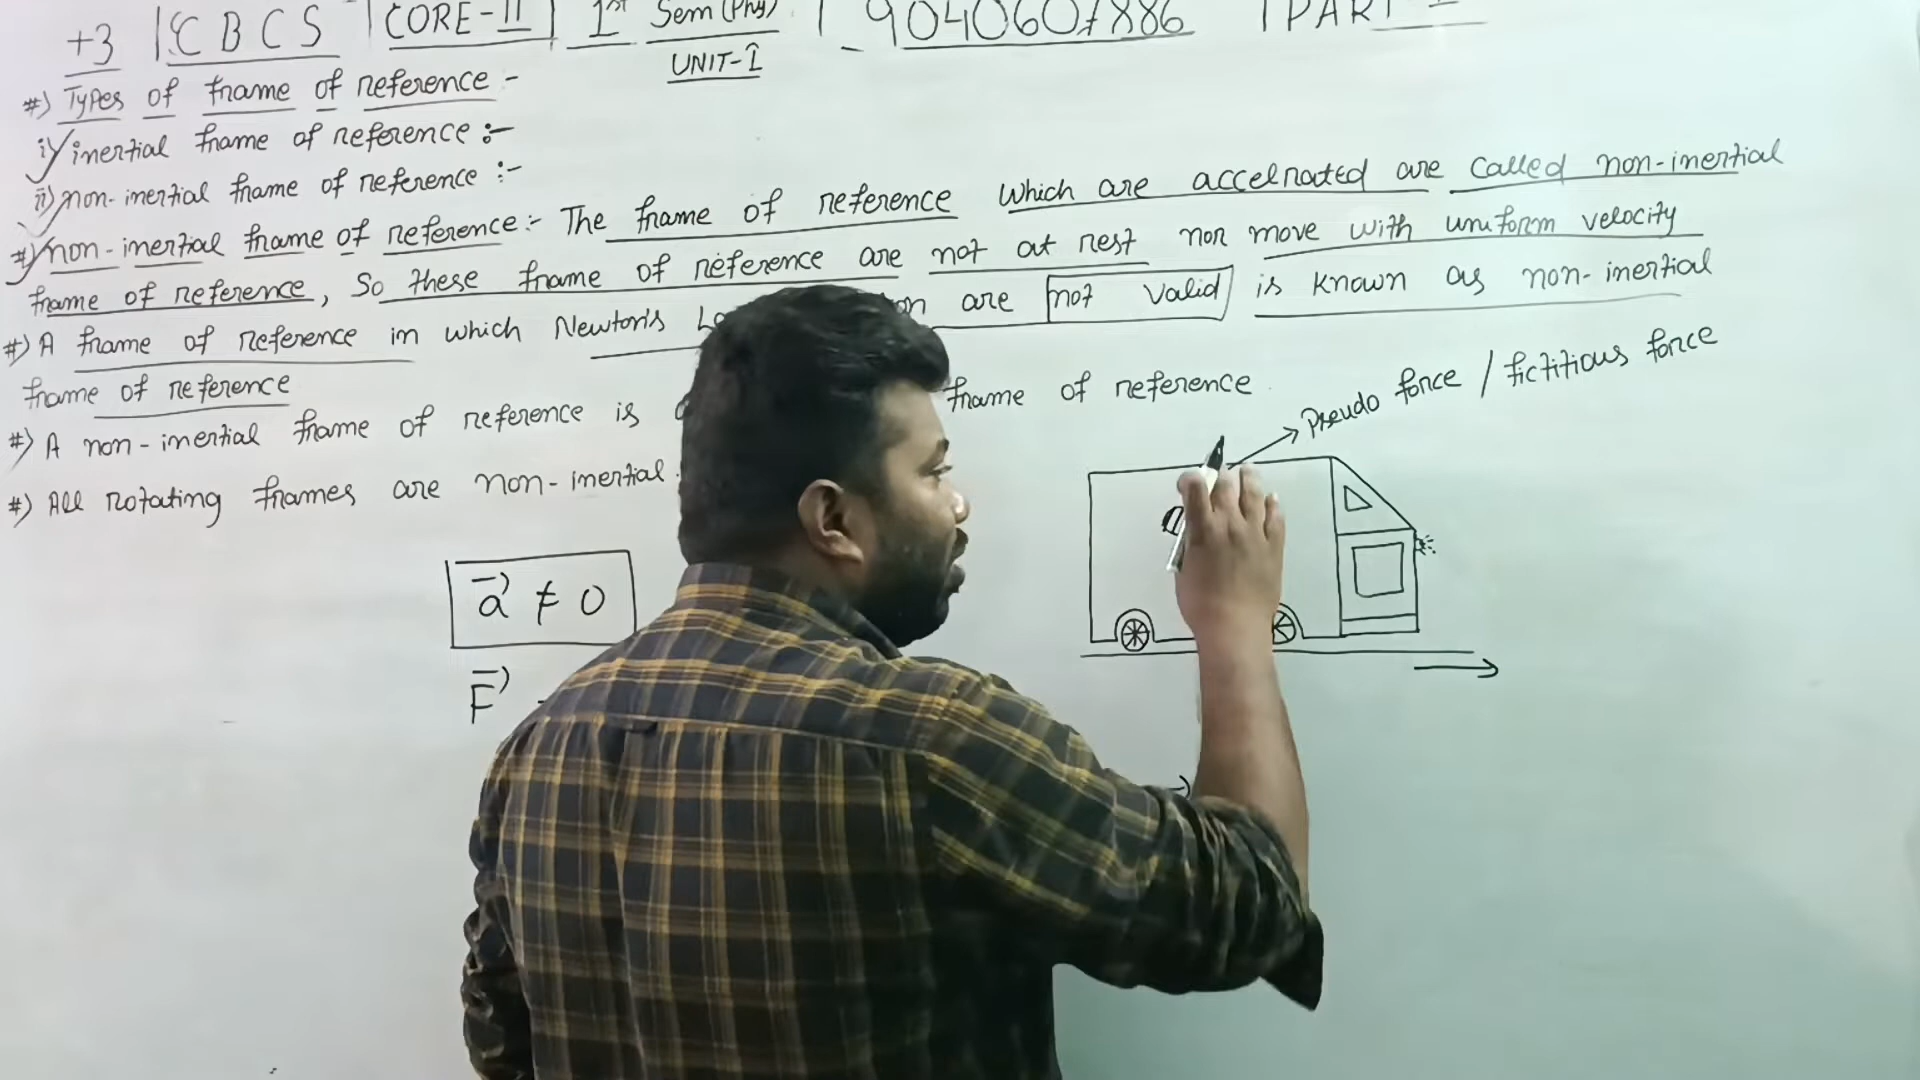 +3 | C B C S | CORE-II | 1st Sem (Phy) | 9040607886 | PART-
UNIT-I
#) Types of frame of reference :-
i) inertial frame of reference :-
ii) non-inertial frame of reference :-
#) non-inertial frame of reference:- The frame of reference which are accelrated are called non-inertial
frame of reference, So these frame of reference are not at rest nor move with uniform velocity
#) A frame of reference in which Newton's are not valid is known as non-inertial
frame of reference
#) A non-inertial frame of reference is frame of reference
#) All rotating frames are non-inertial
Pseudo force / fictitious force
a⃗ ≠ 0
F⃗